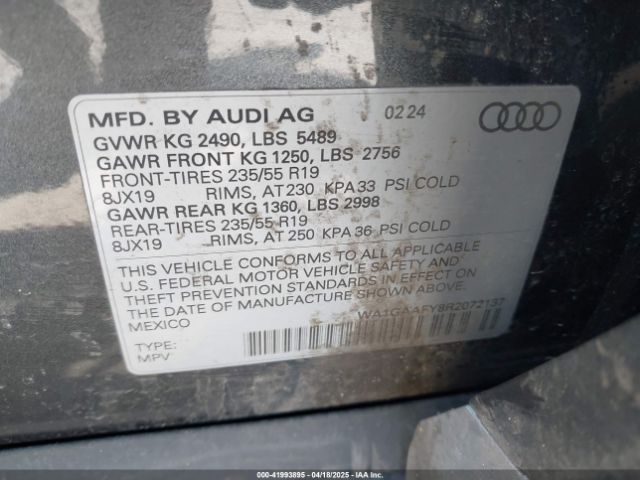 MFD. BY AUDI AG 02 24
GVWR KG 2490, LBS 5489
GAWR FRONT KG 1250, LBS 2756
FRONT-TIRES 235/55 R19
8JX19 RIMS, AT 230 KPA 33 PSI COLD
GAWR REAR KG 1360, LBS 2998
REAR-TIRES 235/55 R19
8JX19 RIMS, AT 250 KPA 36 PSI COLD
THIS VEHICLE CONFORMS TO ALL APPLICABLE
U.S. FEDERAL MOTOR VEHICLE SAFETY AND
THEFT PREVENTION STANDARDS IN EFFECT ON
THE DATE OF MANUFACTURE SHOWN ABOVE.
MEXICO WA1GAAFY8R2072137
TYPE:
MPV
00-41993895 - 04/18/2025 - IAA Inc.